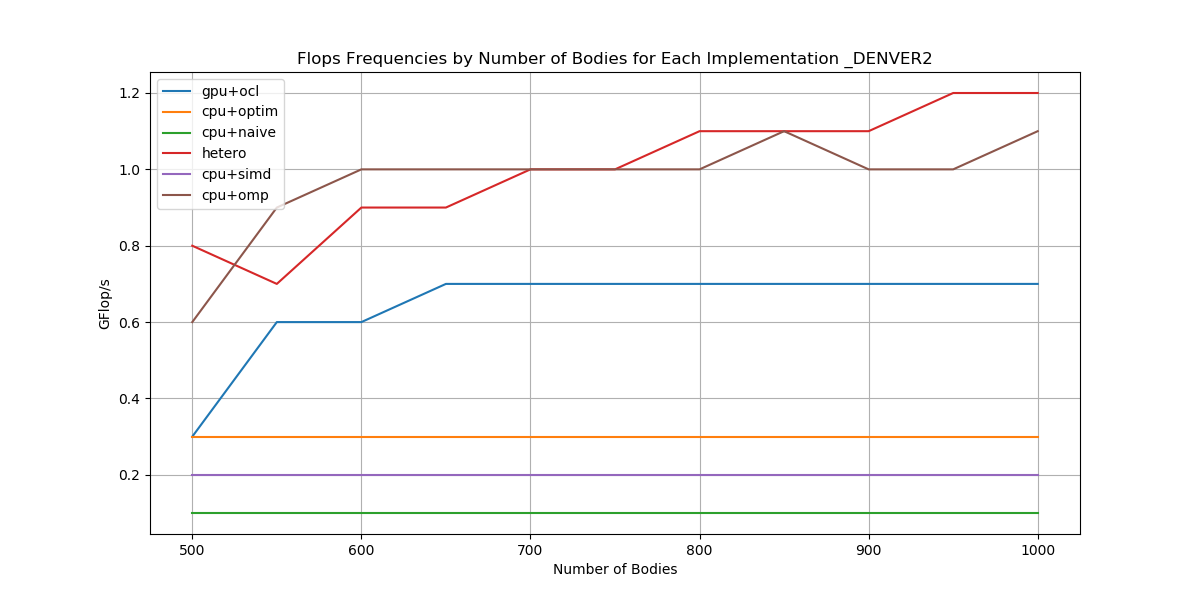 Flops Frequencies by Number of Bodies for Each Implementation _DENVER2
gpu+ocl
cpu+optim
cpu+naive
hetero
cpu+simd
cpu+omp
GFlop/s
1.2
1.0
0.8
0.6
0.4
0.2
500 600 700 800 900 1000
Number of Bodies